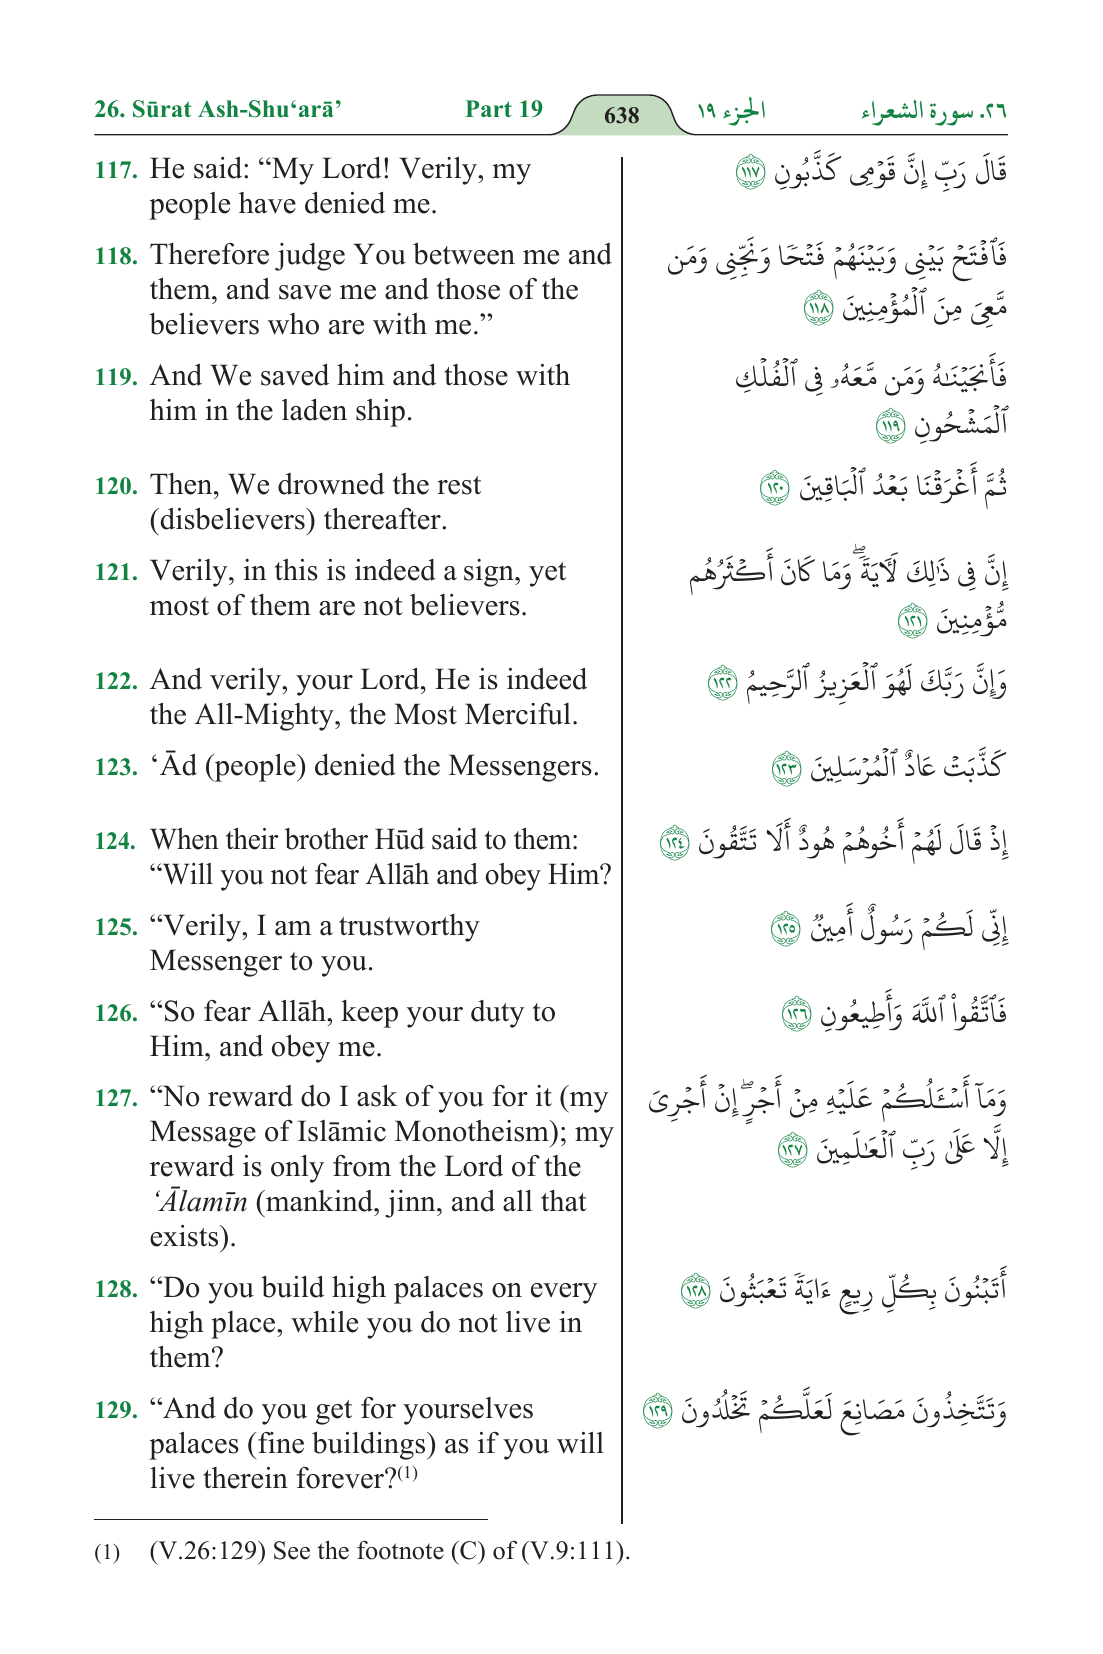 26. Sūrat Ash-Shu‘arā’ Part 19 638 الجزء ١٩ ٢٦. سورة الشعراء
117. He said: “My Lord! Verily, my
people have denied me.
قَالَ رَبِّ إِنَّ قَوْمِى كَذَّبُونِ ١١٧
118. Therefore judge You between me and
them, and save me and those of the
believers who are with me.”
فَٱفْتَحْ بَيْنِى وَبَيْنَهُمْ فَتْحًا وَنَجِّنِى وَمَن
مَّعِىَ مِنَ ٱلْمُؤْمِنِينَ ١١٨
119. And We saved him and those with
him in the laden ship.
فَأَنجَيْنَـٰهُ وَمَن مَّعَهُۥ فِى ٱلْفُلْكِ
ٱلْمَشْحُونِ ١١٩
120. Then, We drowned the rest
(disbelievers) thereafter.
ثُمَّ أَغْرَقْنَا بَعْدُ ٱلْبَاقِينَ ١٢٠
121. Verily, in this is indeed a sign, yet
most of them are not believers.
إِنَّ فِى ذَٰلِكَ لَـَٔايَةً ۖ وَمَا كَانَ أَكْثَرُهُم
مُّؤْمِنِينَ ١٢١
122. And verily, your Lord, He is indeed
the All-Mighty, the Most Merciful.
وَإِنَّ رَبَّكَ لَهُوَ ٱلْعَزِيزُ ٱلرَّحِيمُ ١٢٢
123. ‘Ād (people) denied the Messengers.
كَذَّبَتْ عَادٌ ٱلْمُرْسَلِينَ ١٢٣
124. When their brother Hūd said to them:
“Will you not fear Allāh and obey Him?
إِذْ قَالَ لَهُمْ أَخُوهُمْ هُودٌ أَلَا تَتَّقُونَ ١٢٤
125. “Verily, I am a trustworthy
Messenger to you.
إِنِّى لَكُمْ رَسُولٌ أَمِينٌ ١٢٥
126. “So fear Allāh, keep your duty to
Him, and obey me.
فَٱتَّقُوا۟ ٱللَّهَ وَأَطِيعُونِ ١٢٦
127. “No reward do I ask of you for it (my
Message of Islāmic Monotheism); my
reward is only from the Lord of the
‘Ālamīn (mankind, jinn, and all that
exists).
وَمَآ أَسْـَٔلُكُمْ عَلَيْهِ مِنْ أَجْرٍ ۖ إِنْ أَجْرِىَ
إِلَّا عَلَىٰ رَبِّ ٱلْعَـٰلَمِينَ ١٢٧
128. “Do you build high palaces on every
high place, while you do not live in
them?
أَتَبْنُونَ بِكُلِّ رِيعٍ ءَايَةً تَعْبَثُونَ ١٢٨
129. “And do you get for yourselves
palaces (fine buildings) as if you will
live therein forever?(1)
وَتَتَّخِذُونَ مَصَانِعَ لَعَلَّكُمْ تَخْلُدُونَ ١٢٩
(1) (V.26:129) See the footnote (C) of (V.9:111).